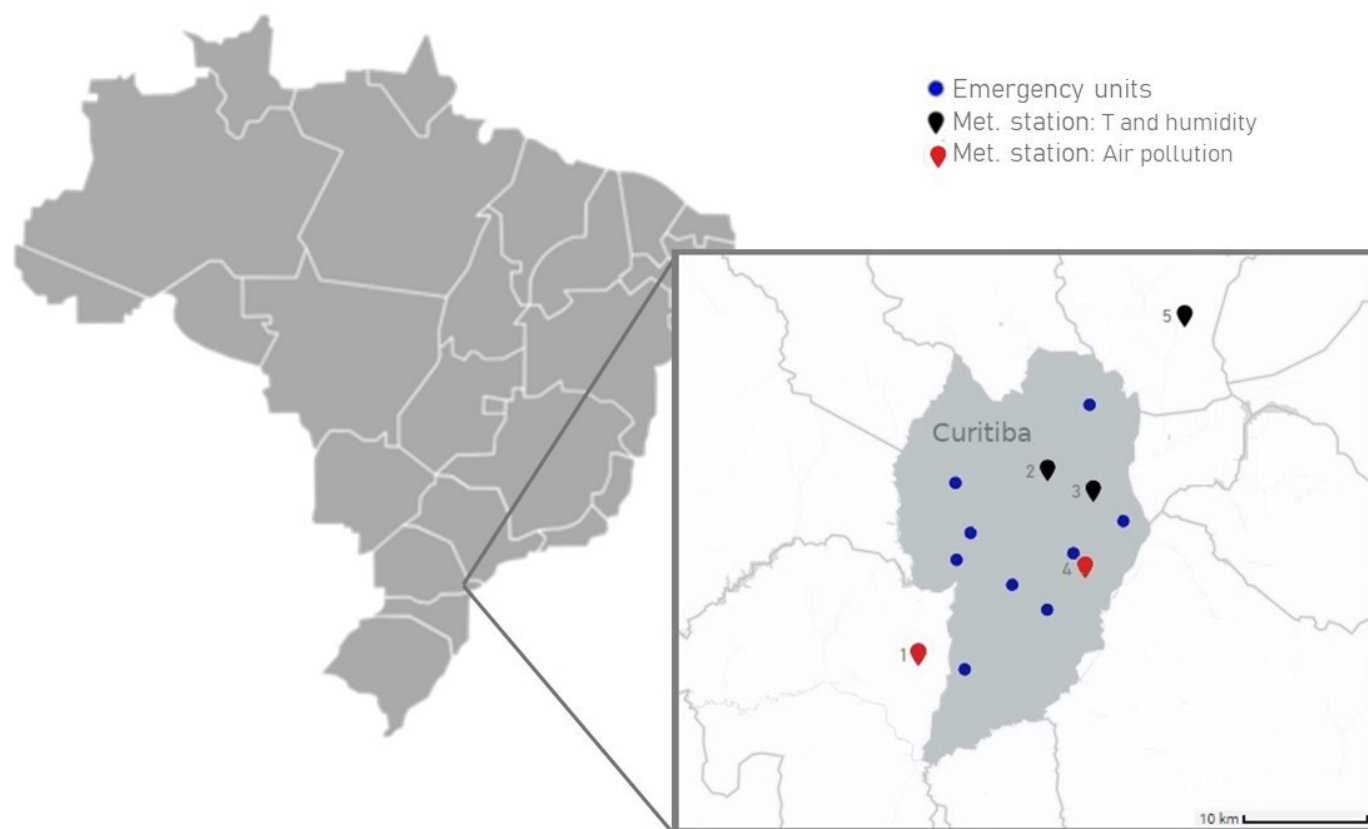 Emergency units
Met. station: T and humidity
Met. station: Air pollution
5
Curitiba
2
3
4
1
10 km